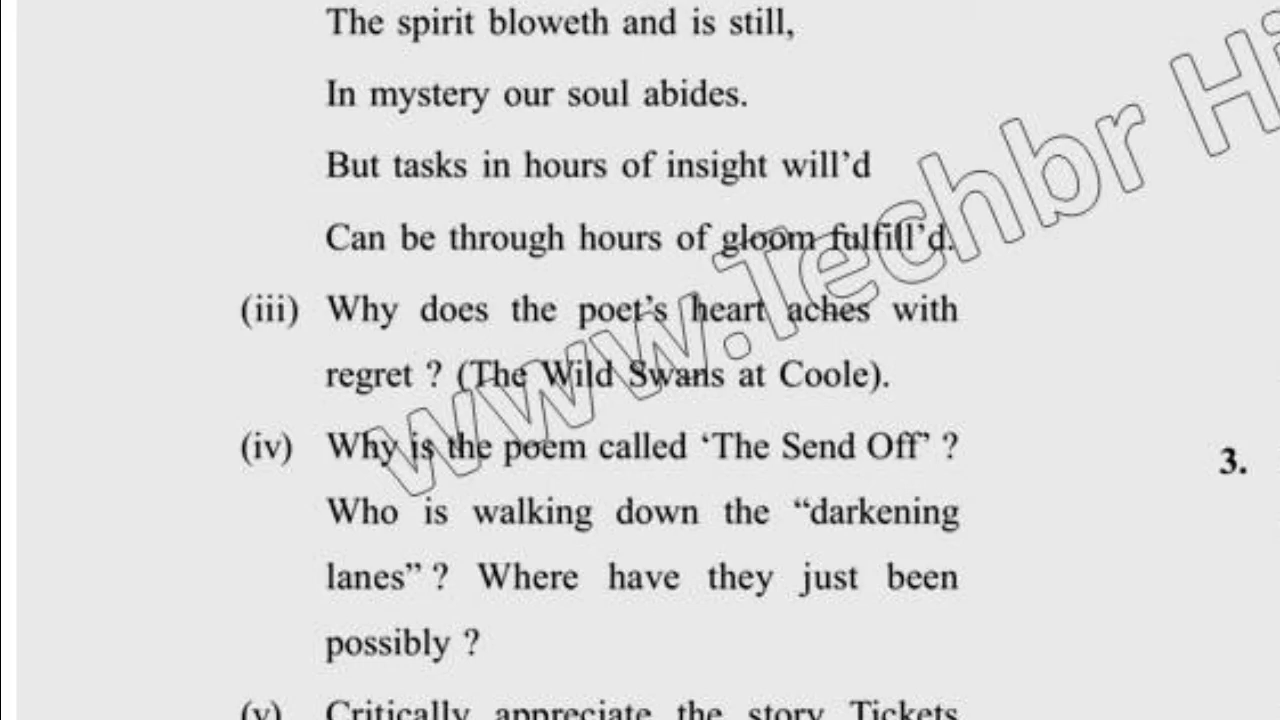 The spirit bloweth and is still,
In mystery our soul abides.
But tasks in hours of insight will'd
Can be through hours of gloom fulfill'd.
(iii) Why does the poet's heart aches with
regret ? (The Wild Swans at Coole).
(iv) Why is the poem called ‘The Send Off’ ?
Who is walking down the “darkening
lanes” ? Where have they just been
possibly ?
(v) Critically appreciate the story Tickets
3.
www.Techbr Hi